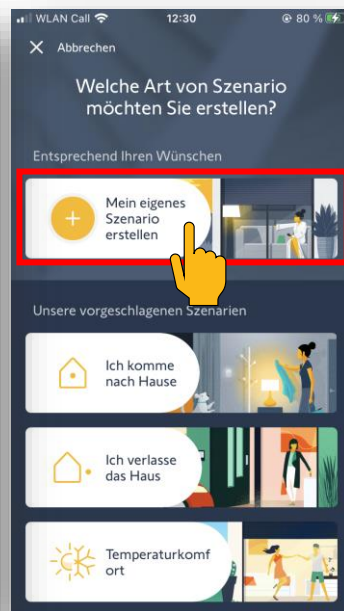 WLAN Call 12:30 80 %
Abbrechen
Welche Art von Szenario
möchten Sie erstellen?
Entsprechend Ihren Wünschen
Mein eigenes
Szenario
erstellen
Unsere vorgeschlagenen Szenarien
Ich komme
nach Hause
Ich verlasse
das Haus
Temperaturkomf
ort